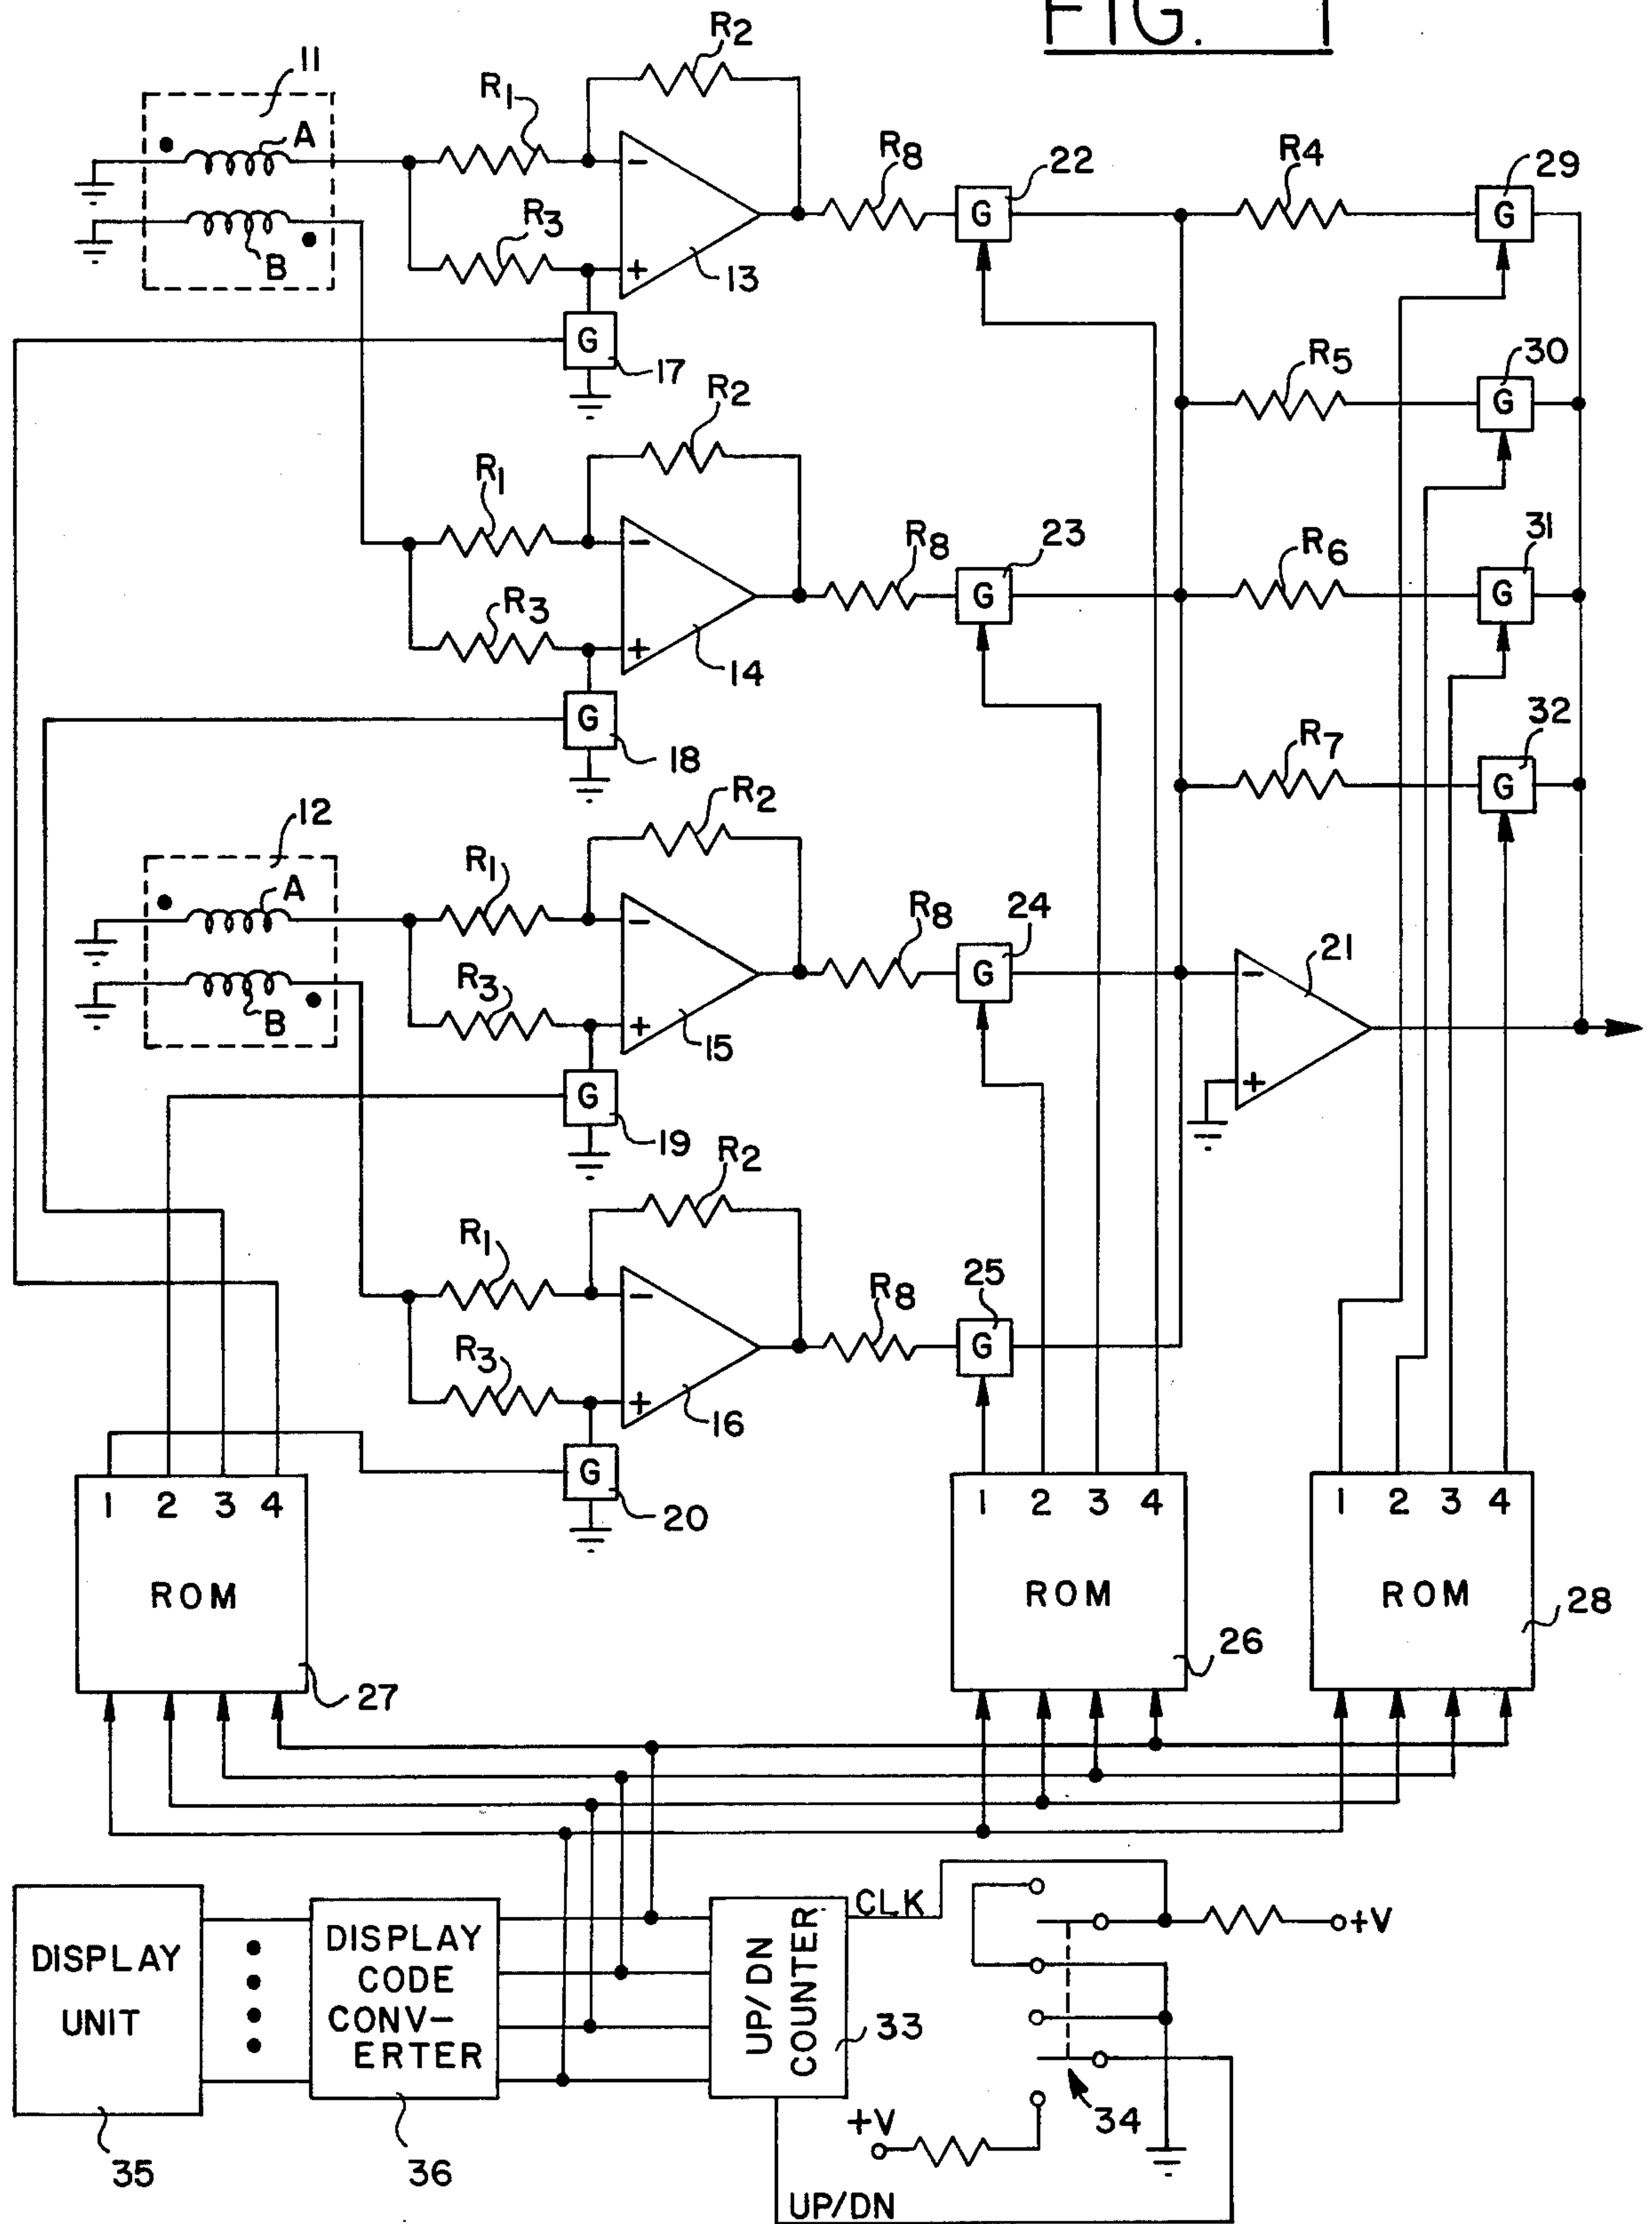 FIG. 1
R2
11
R1
A
R8
22
R4
29
-
G
G
R3
B
+
13
G
17
R5
30
G
R2
R1
-
R8
23
R6
31
G
G
R3
+
14
G
18
R7
32
G
R2
12
R1
A
-
R8
24
G
-
21
R3
B
+
15
G
19
+
R2
R1
-
R8
25
G
R3
+
16
G
20
1 2 3 4
ROM
27
1 2 3 4
ROM
26
1 2 3 4
ROM
28
DISPLAY
UNIT
35
DISPLAY
CODE
CONV-
ERTER
36
UP/DN
COUNTER
33
CLK
+V
34
+V
UP/DN